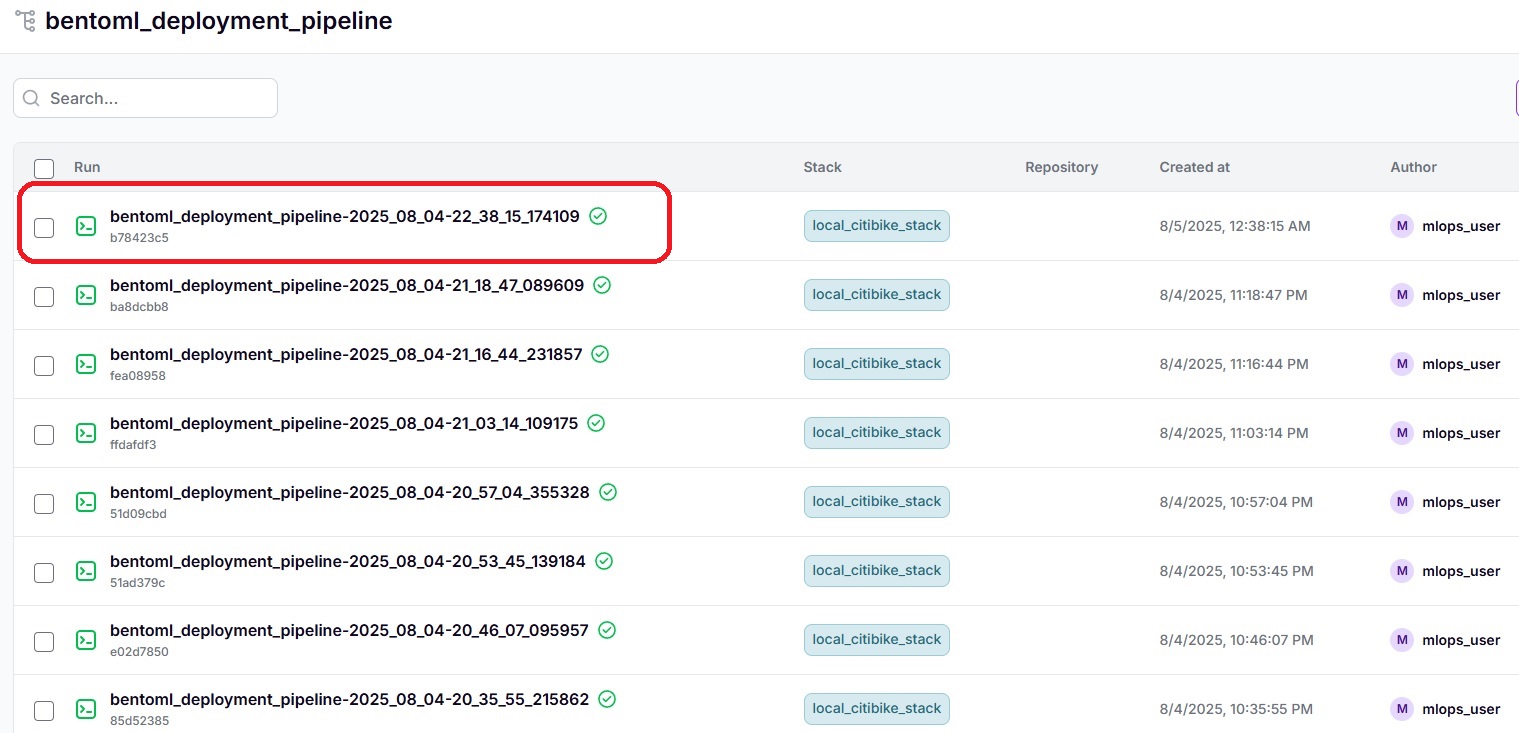 bentoml_deployment_pipeline
Search...
Run Stack Repository Created at Author
bentoml_deployment_pipeline-2025_08_04-22_38_15_174109 local_citibike_stack 8/5/2025, 12:38:15 AM M mlops_user
b78423c5
bentoml_deployment_pipeline-2025_08_04-21_18_47_089609 local_citibike_stack 8/4/2025, 11:18:47 PM M mlops_user
ba8dcbb8
bentoml_deployment_pipeline-2025_08_04-21_16_44_231857 local_citibike_stack 8/4/2025, 11:16:44 PM M mlops_user
fea08958
bentoml_deployment_pipeline-2025_08_04-21_03_14_109175 local_citibike_stack 8/4/2025, 11:03:14 PM M mlops_user
ffdafdf3
bentoml_deployment_pipeline-2025_08_04-20_57_04_355328 local_citibike_stack 8/4/2025, 10:57:04 PM M mlops_user
51d09cbd
bentoml_deployment_pipeline-2025_08_04-20_53_45_139184 local_citibike_stack 8/4/2025, 10:53:45 PM M mlops_user
51ad379c
bentoml_deployment_pipeline-2025_08_04-20_46_07_095957 local_citibike_stack 8/4/2025, 10:46:07 PM M mlops_user
e02d7850
bentoml_deployment_pipeline-2025_08_04-20_35_55_215862 local_citibike_stack 8/4/2025, 10:35:55 PM M mlops_user
85d52385